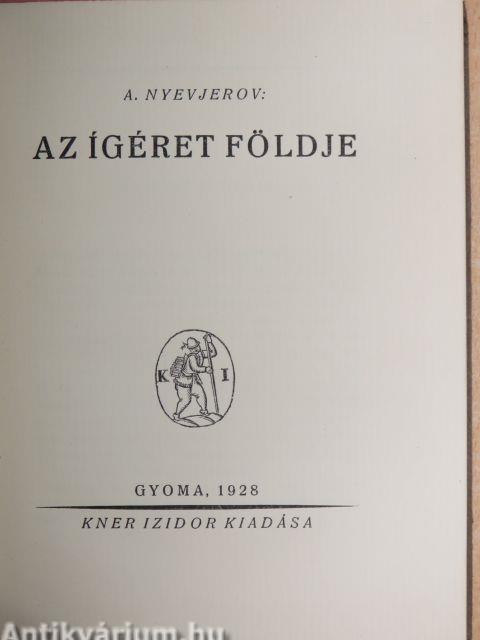 A. NYEVJEROV:
AZ ÍGÉRET FÖLDJE
K I
GYOMA, 1928
KNER IZIDOR KIADÁSA
Antikvárium.hu